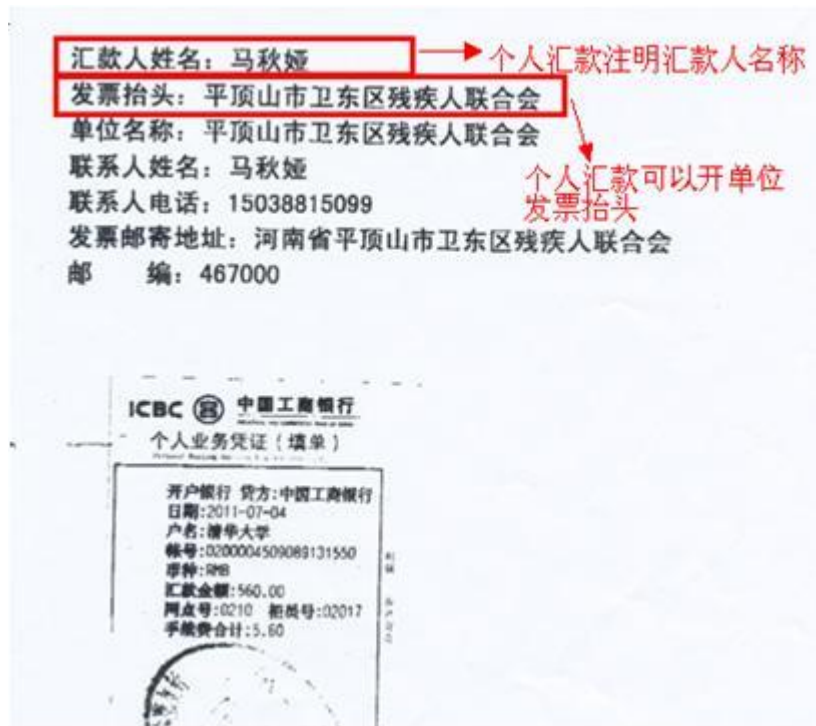 汇款人姓名：马秋娅
个人汇款注明汇款人名称
发票抬头：平顶山市卫东区残疾人联合会
单位名称：平顶山市卫东区残疾人联合会
联系人姓名：马秋娅
个人汇款可以开单位
发票抬头
联系人电话：15038815099
发票邮寄地址：河南省平顶山市卫东区残疾人联合会
邮 编：467000
ICBC 中国工商银行
个人业务凭证（填单）
开户银行 贷方:中国工商银行
日期:2011-07-04
户名:清华大学
帐号:0200004509089131550
币种:RMB
汇款金额:560.00
网点号:0210 柜员号:02017
手续费合计:5.60